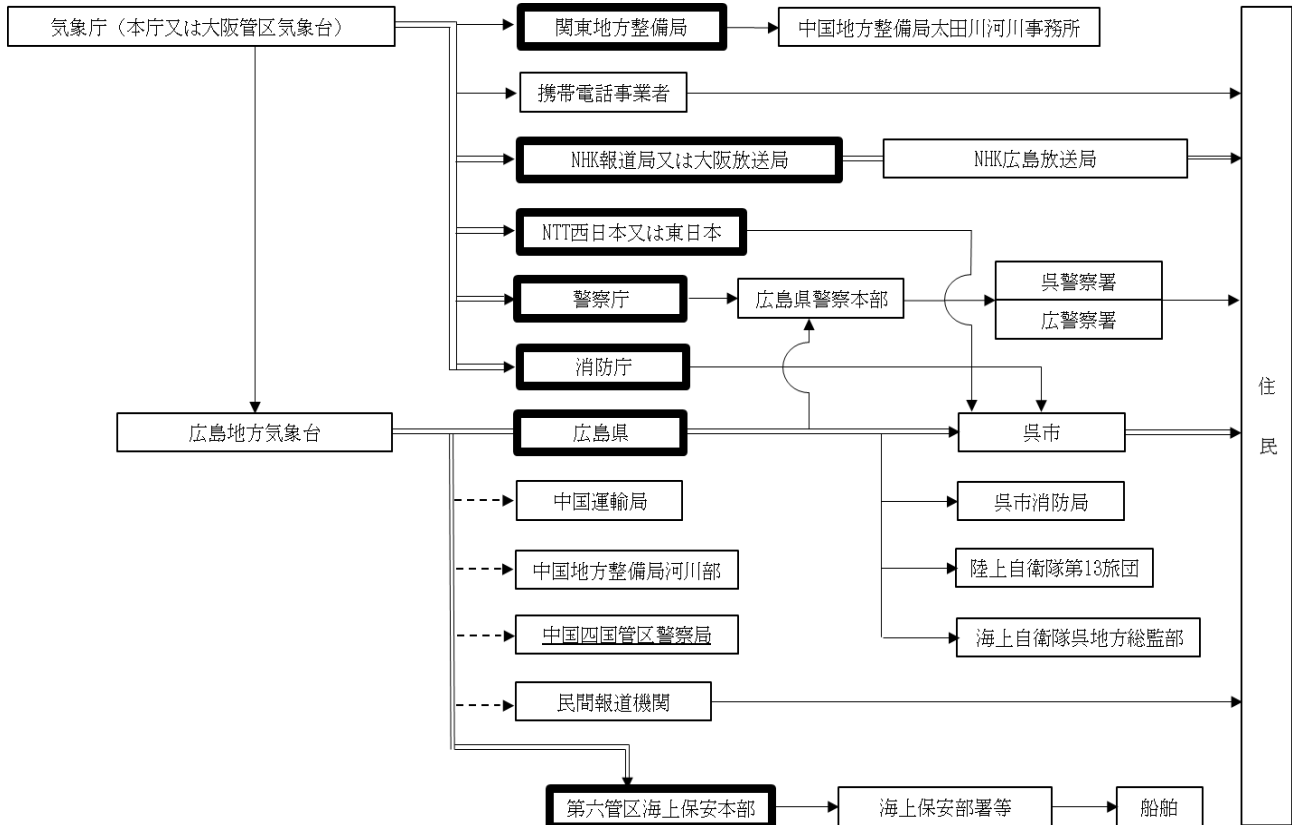 気象庁（本庁又は大阪管区気象台）
関東地方整備局
中国地方整備局太田川河川事務所
携帯電話事業者
NHK報道局又は大阪放送局
NHK広島放送局
NTT西日本又は東日本
警察庁
広島県警察本部
呉警察署
広警察署
消防庁
住民
広島地方気象台
広島県
呉市
中国運輸局
呉市消防局
中国地方整備局河川部
陸上自衛隊第13旅団
中国四国管区警察局
海上自衛隊呉地方総監部
民間報道機関
第六管区海上保安本部
海上保安部署等
船舶